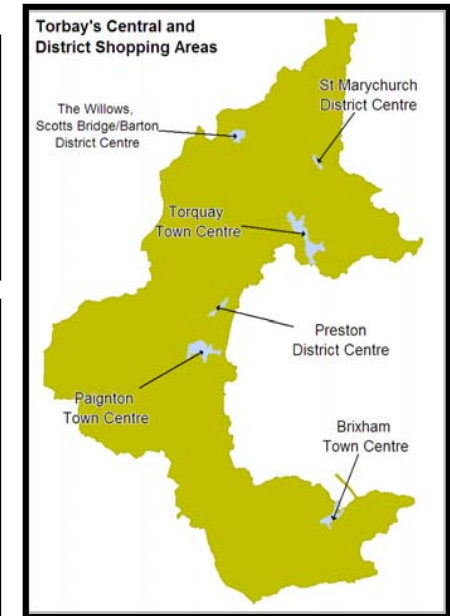 Torbay's Central and
District Shopping Areas
St Marychurch
District Centre
The Willows,
Scotts Bridge/Barton
District Centre
Torquay
Town Centre
Preston
District Centre
Paignton
Town Centre
Brixham
Town Centre